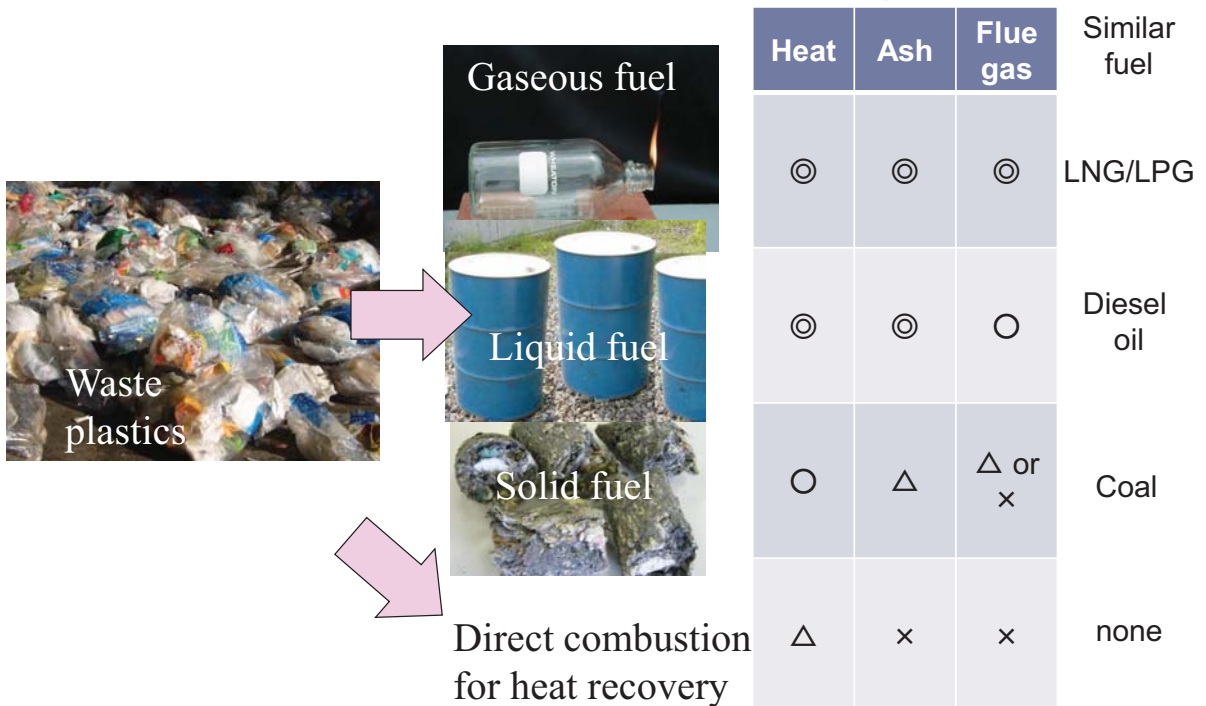 Heat Ash Flue
gas
Similar
fuel
Gaseous fuel
WHEATON
◎ ◎ ◎ LNG/LPG
Waste
plastics
Liquid fuel
◎ ◎ ○ Diesel
oil
Solid fuel
○ △ △ or
×
Coal
Direct combustion
for heat recovery
△ × × none